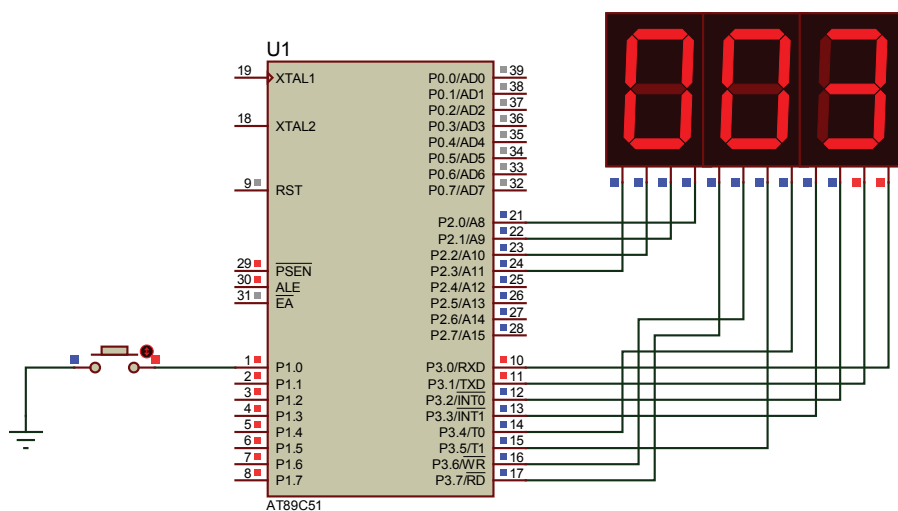 U1
003
19 XTAL1
18 XTAL2
9 RST
29 PSEN
30 ALE
31 EA
1 P1.0
2 P1.1
3 P1.2
4 P1.3
5 P1.4
6 P1.5
7 P1.6
8 P1.7
P0.0/AD0 39
P0.1/AD1 38
P0.2/AD2 37
P0.3/AD3 36
P0.4/AD4 35
P0.5/AD5 34
P0.6/AD6 33
P0.7/AD7 32
P2.0/A8 21
P2.1/A9 22
P2.2/A10 23
P2.3/A11 24
P2.4/A12 25
P2.5/A13 26
P2.6/A14 27
P2.7/A15 28
P3.0/RXD 10
P3.1/TXD 11
P3.2/INT0 12
P3.3/INT1 13
P3.4/T0 14
P3.5/T1 15
P3.6/WR 16
P3.7/RD 17
AT89C51